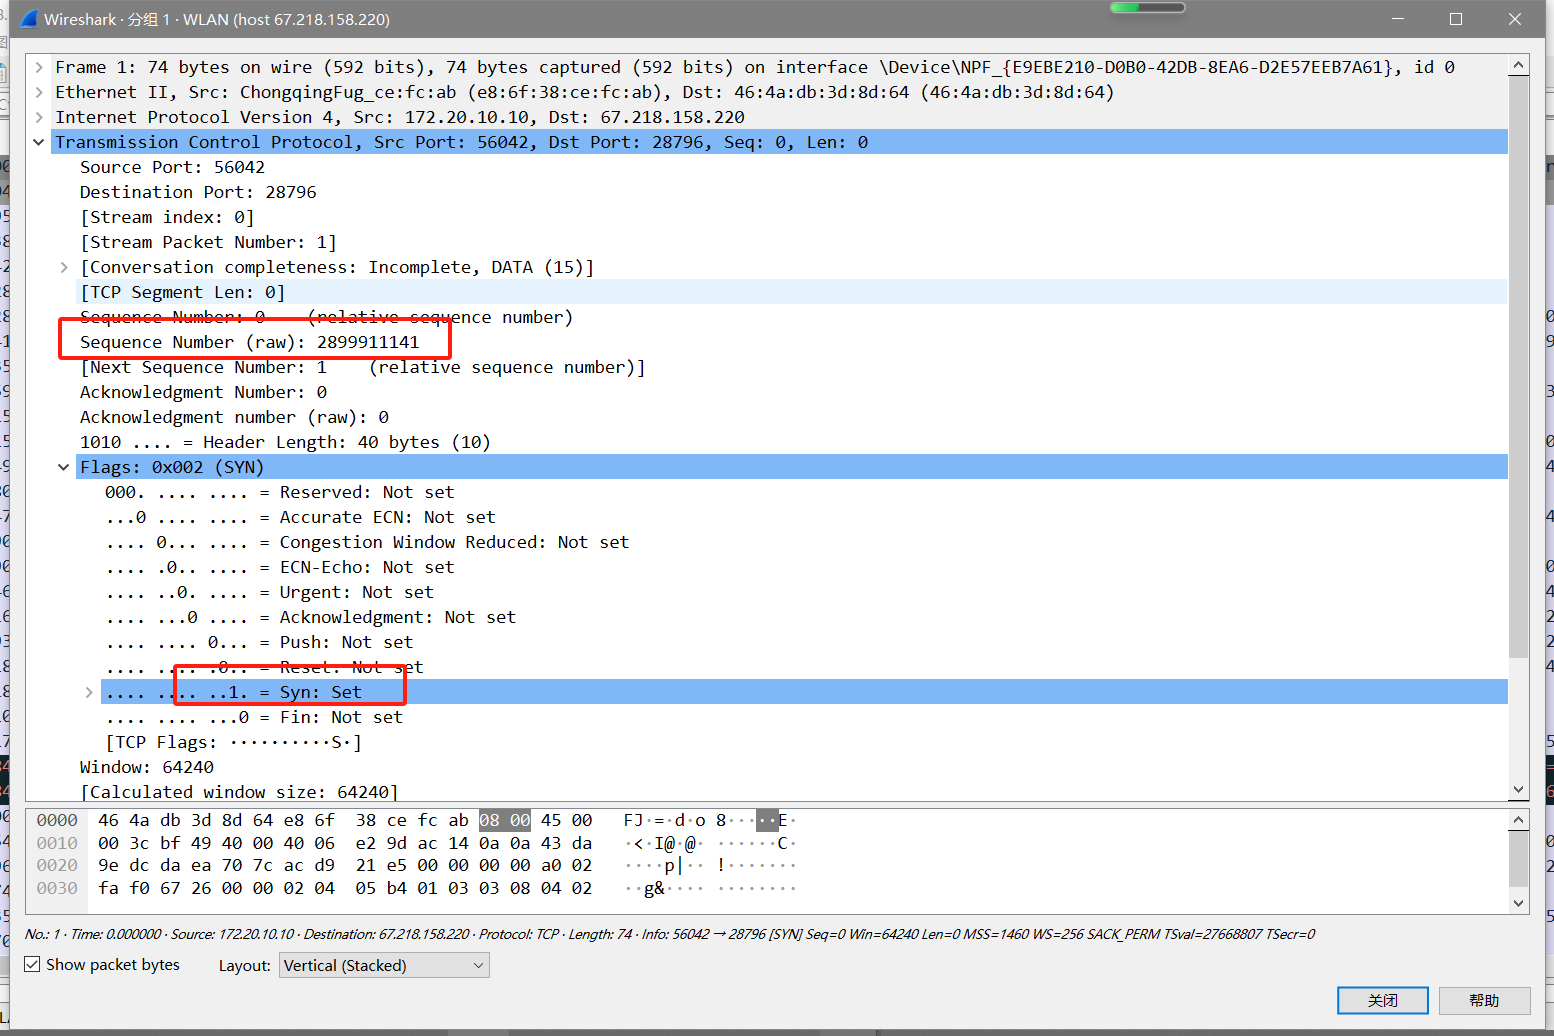 Wireshark · 分组 1 · WLAN (host 67.218.158.220)
Frame 1: 74 bytes on wire (592 bits), 74 bytes captured (592 bits) on interface \Device\NPF_{E9EBE210-D0B0-42DB-8EA6-D2E57EEB7A61}, id 0
Ethernet II, Src: ChongqingFug_ce:fc:ab (e8:6f:38:ce:fc:ab), Dst: 46:4a:db:3d:8d:64 (46:4a:db:3d:8d:64)
Internet Protocol Version 4, Src: 172.20.10.10, Dst: 67.218.158.220
Transmission Control Protocol, Src Port: 56042, Dst Port: 28796, Seq: 0, Len: 0
Source Port: 56042
Destination Port: 28796
[Stream index: 0]
[Stream Packet Number: 1]
[Conversation completeness: Incomplete, DATA (15)]
[TCP Segment Len: 0]
Sequence Number: 0    (relative sequence number)
Sequence Number (raw): 2899911141
[Next Sequence Number: 1    (relative sequence number)]
Acknowledgment Number: 0
Acknowledgment number (raw): 0
1010 .... = Header Length: 40 bytes (10)
Flags: 0x002 (SYN)
000. .... .... = Reserved: Not set
...0 .... .... = Accurate ECN: Not set
.... 0... .... = Congestion Window Reduced: Not set
.... .0.. .... = ECN-Echo: Not set
.... ..0. .... = Urgent: Not set
.... ...0 .... = Acknowledgment: Not set
.... .... 0... = Push: Not set
.... .... .0.. = Reset: Not set
.... .... ..1. = Syn: Set
.... .... ...0 = Fin: Not set
[TCP Flags: ··········S·]
Window: 64240
[Calculated window size: 64240]
0000 46 4a db 3d 8d 64 e8 6f 38 ce fc ab 08 00 45 00 FJ·=·d·o 8·····E·
0010 00 3c bf 49 40 00 40 06 e2 9d ac 14 0a 0a 43 da ·<·I@·@· ······C·
0020 9e dc da ea 70 7c ac d9 21 e5 00 00 00 00 a0 02 ····p|·· !·······
0030 fa f0 67 26 00 00 02 04 05 b4 01 03 03 08 04 02 ··g&···· ········
No.: 1 · Time: 0.000000 · Source: 172.20.10.10 · Destination: 67.218.158.220 · Protocol: TCP · Length: 74 · Info: 56042 → 28796 [SYN] Seq=0 Win=64240 Len=0 MSS=1460 WS=256 SACK_PERM TSval=27668807 TSecr=0
Show packet bytes Layout: Vertical (Stacked)
关闭 帮助